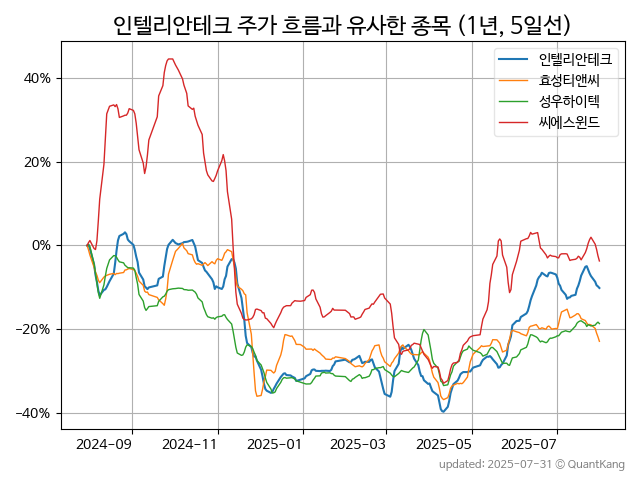 인텔리안테크 주가 흐름과 유사한 종목 (1년, 5일선)
인텔리안테크
효성티앤씨
성우하이텍
씨에스윈드
40%
20%
0%
−20%
−40%
2024-09 2024-11 2025-01 2025-03 2025-05 2025-07
updated: 2025-07-31 © QuantKang